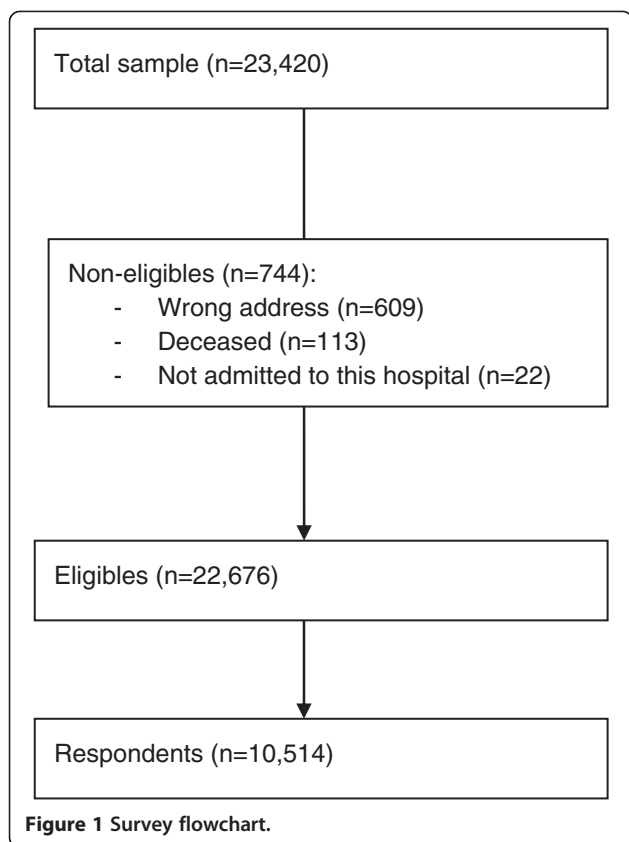 Total sample (n=23,420)
Non-eligibles (n=744):
- Wrong address (n=609)
- Deceased (n=113)
- Not admitted to this hospital (n=22)
Eligibles (n=22,676)
Respondents (n=10,514)
Figure 1 Survey flowchart.